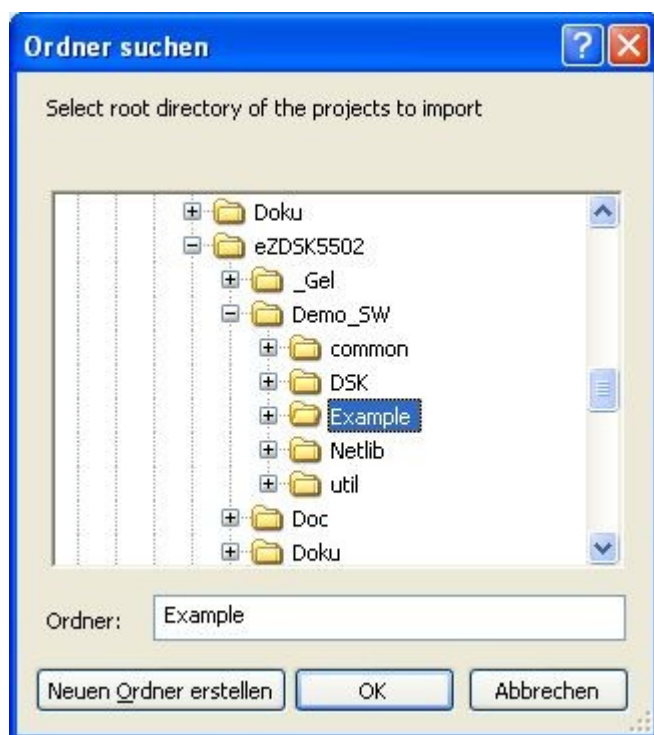 Ordner suchen
Select root directory of the projects to import
Doku
eZDSK5502
_Gel
Demo_SW
common
DSK
Example
Netlib
util
Doc
Doku
Ordner: Example
Neuen Ordner erstellen OK Abbrechen